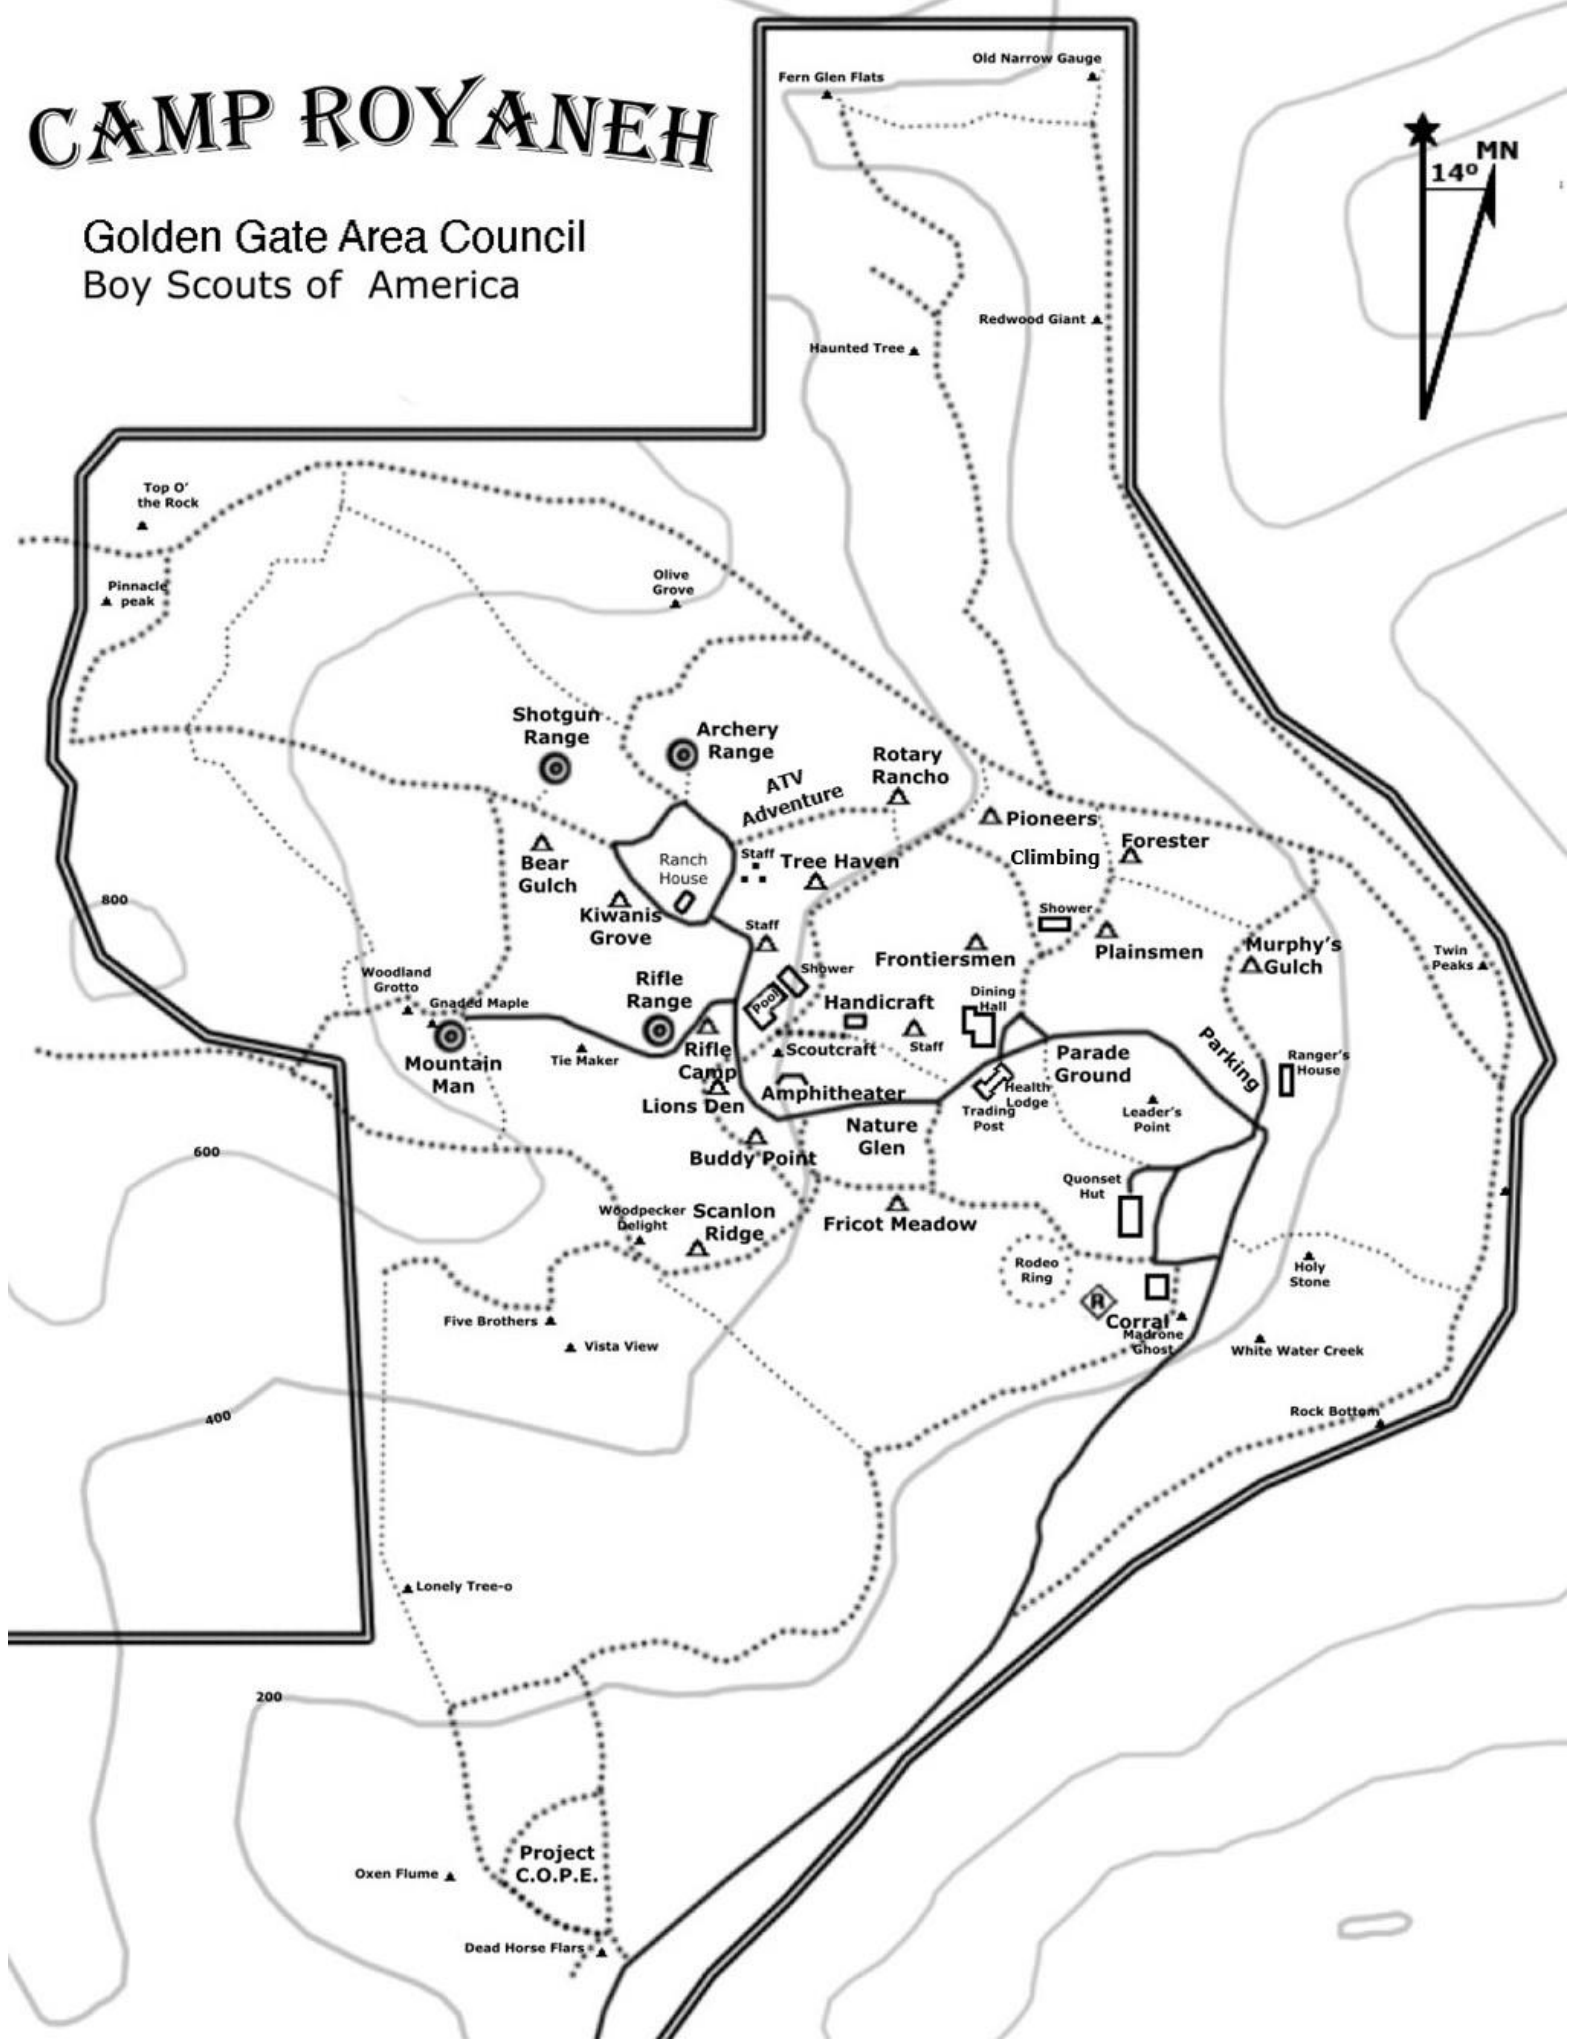 CAMP ROYANEH
Golden Gate Area Council
Boy Scouts of America
Old Narrow Gauge
Fern Glen Flats
MN
14º
Redwood Giant
Haunted Tree
Top O'
the Rock
Pinnacle
peak
Olive
Grove
Shotgun
Range
Archery
Range
Rotary
Rancho
ATV
Adventure
Pioneers
Forester
Climbing
Bear
Gulch
Ranch
House
Staff
Tree Haven
Kiwanis
Grove
Staff
Shower
Plainsmen
Murphy's
Gulch
Twin
Peaks
800
Frontiersmen
Woodland
Grotto
Gnaded Maple
Rifle
Range
Shower
Pool
Handicraft
Dining
Hall
Staff
Scoutcraft
Mountain
Man
Tie Maker
Rifle
Camp
Lions Den
Amphitheater
Parade
Ground
Parking
Ranger's
House
Health
Lodge
Trading
Post
Leader's
Point
Nature
Glen
Buddy Point
600
Quonset
Hut
Woodpecker
Delight
Scanlon
Ridge
Fricot Meadow
Rodeo
Ring
R
Corral
Madrone
Ghost
Holy
Stone
White Water Creek
Five Brothers
Vista View
Rock Bottom
400
Lonely Tree-o
200
Project
C.O.P.E.
Oxen Flume
Dead Horse Flars